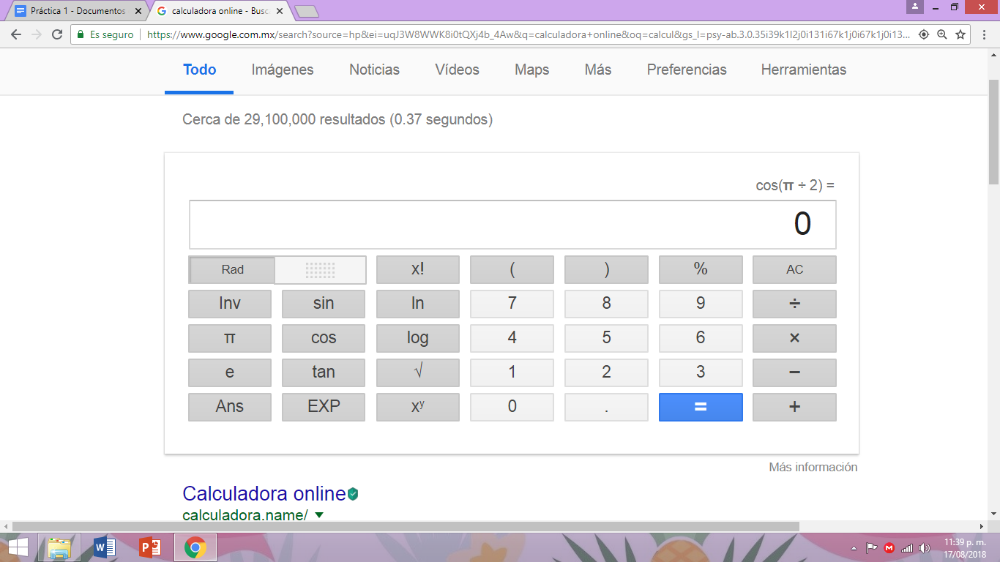 Práctica 1 - Documentos
calculadora online - Busc
Es seguro
https://www.google.com.mx/search?source=hp&ei=uqJ3W8WWK8i0tQXj4b_4Aw&q=calculadora+online&oq=calcul&gs_l=psy-ab.3.0.35i39k1l2j0i131i67k1j0i67k1j0i13...
Todo Imágenes Noticias Vídeos Maps Más Preferencias Herramientas
Cerca de 29,100,000 resultados (0.37 segundos)
cos(π ÷ 2) =
0
Rad x! ( ) % AC
Inv sin ln 7 8 9 ÷
π cos log 4 5 6 ×
e tan √ 1 2 3 −
Ans EXP xʸ 0 . = +
Más información
Calculadora online
calculadora.name/
11:39 p. m.
17/08/2018